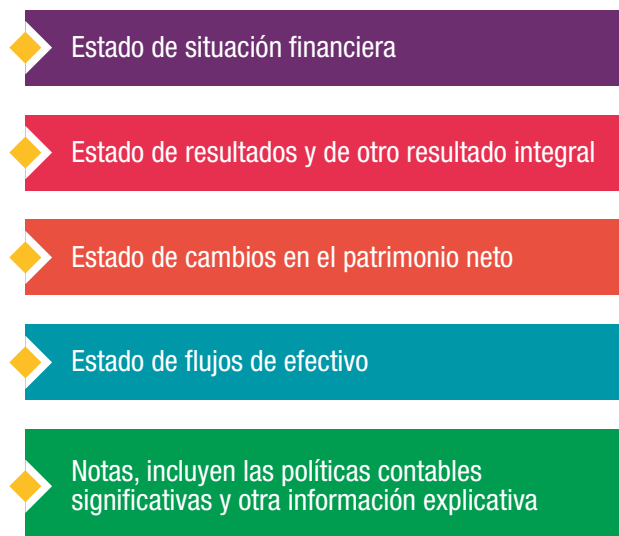 Estado de situación financiera
Estado de resultados y de otro resultado integral
Estado de cambios en el patrimonio neto
Estado de flujos de efectivo
Notas, incluyen las políticas contables
significativas y otra información explicativa